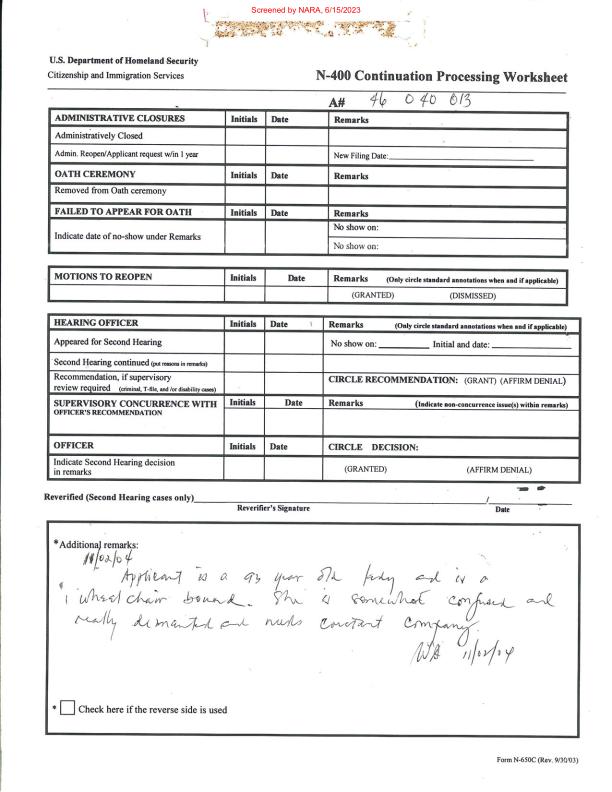 Screened by NARA, 6/15/2023
U.S. Department of Homeland Security
Citizenship and Immigration Services
N-400 Continuation Processing Worksheet
A# 46 040 013
ADMINISTRATIVE CLOSURES Initials Date Remarks
Administratively Closed
Admin. Reopen/Applicant request w/in 1 year New Filing Date:
OATH CEREMONY Initials Date Remarks
Removed from Oath ceremony
FAILED TO APPEAR FOR OATH Initials Date Remarks
Indicate date of no-show under Remarks
No show on:
No show on:
MOTIONS TO REOPEN Initials Date Remarks (Only circle standard annotations when and if applicable)
(GRANTED) (DISMISSED)
HEARING OFFICER Initials Date Remarks (Only circle standard annotations when and if applicable)
Appeared for Second Hearing No show on: Initial and date:
Second Hearing continued (put reasons in remarks)
Recommendation, if supervisory
review required (criminal, T-file, and /or disability cases) CIRCLE RECOMMENDATION: (GRANT) (AFFIRM DENIAL)
SUPERVISORY CONCURRENCE WITH Initials Date Remarks (Indicate non-concurrence issue(s) within remarks)
OFFICER'S RECOMMENDATION
OFFICER Initials Date CIRCLE DECISION:
Indicate Second Hearing decision
in remarks (GRANTED) (AFFIRM DENIAL)
Reverified (Second Hearing cases only) /
Reverifier's Signature Date
*Additional remarks:
11/02/04
Applicant is a 93 year old lady and is a
wheel chair bound. She is somewhat confused and
really demanted and needs constant company.
11/02/04
* Check here if the reverse side is used
Form N-650C (Rev. 9/30/03)